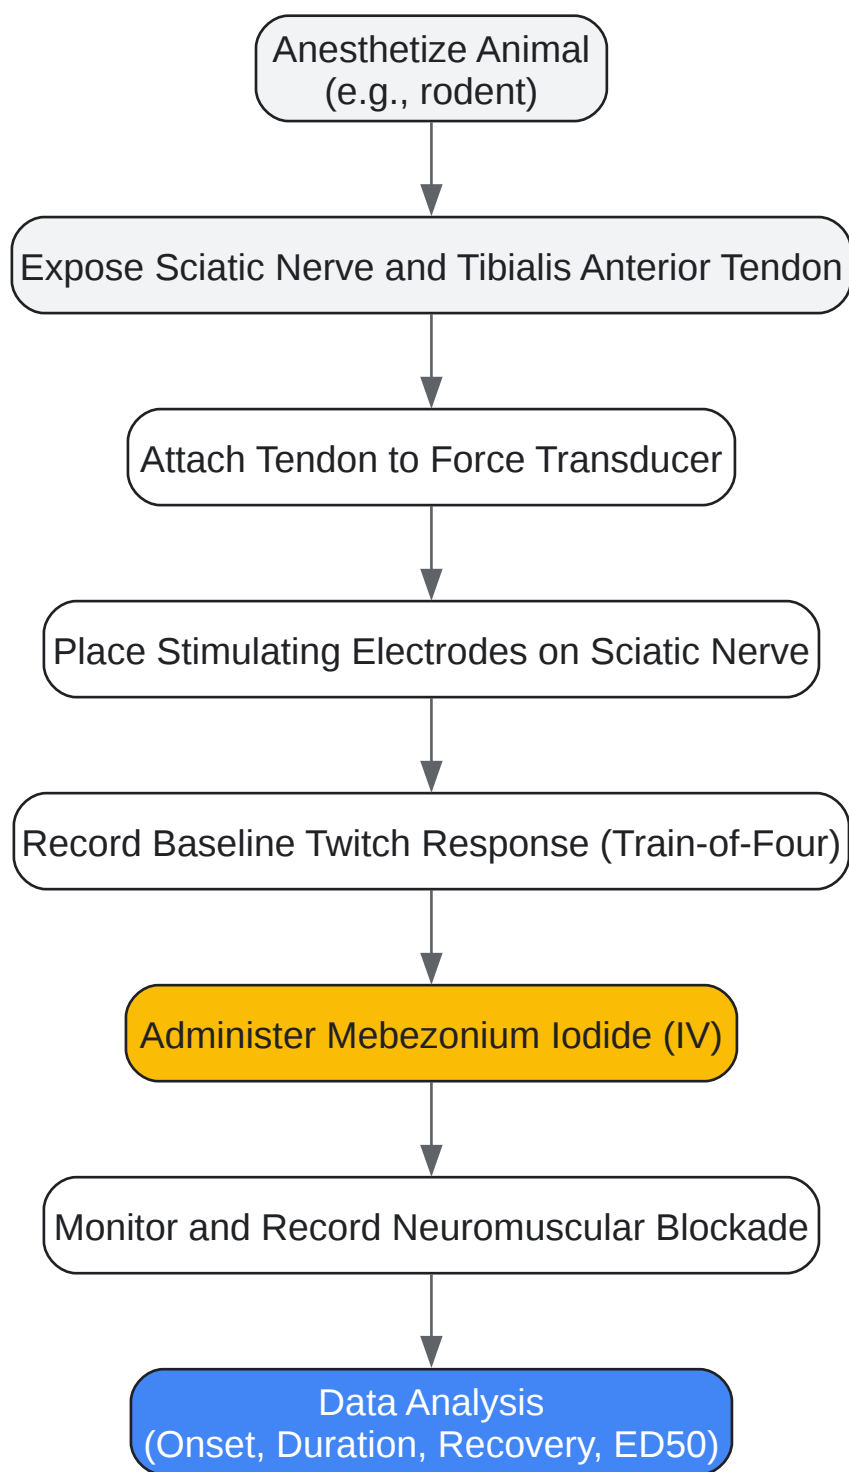 Anesthetize Animal
(e.g., rodent)
Expose Sciatic Nerve and Tibialis Anterior Tendon
Attach Tendon to Force Transducer
Place Stimulating Electrodes on Sciatic Nerve
Record Baseline Twitch Response (Train-of-Four)
Administer Mebezonium Iodide (IV)
Monitor and Record Neuromuscular Blockade
Data Analysis
(Onset, Duration, Recovery, ED50)